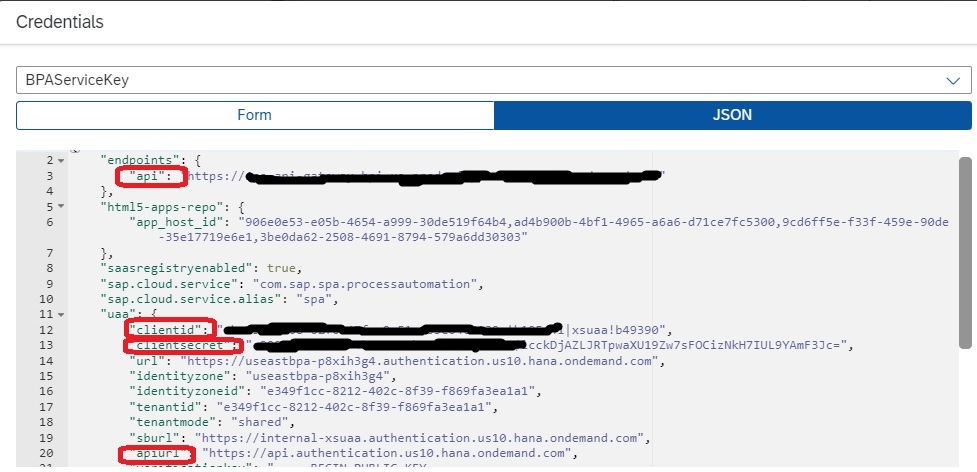 Credentials
BPAServiceKey
Form JSON
2 "endpoints": {
3 "api": https://
4 },
5 "html5-apps-repo": {
6 "app_host_id": "906e0e53-e05b-4654-a999-30de519f64b4,ad4b900b-4bf1-4965-a6a6-d71ce7fc5300,9cd6ff5e-f33f-459e-90de
-35e17719e6e1,3be0da62-2508-4691-8794-579a6dd30303"
7 },
8 "saasregistryenabled": true,
9 "sap.cloud.service": "com.sap.spa.processautomation",
10 "sap.cloud.service.alias": "spa",
11 "uaa": {
12 "clientid": |xsuaa!b49390",
13 "clientsecret": cckDjAZLJRTpwaXU19Zw7sFOCizNkH7IUL9YAmF3Jc=",
14 "url": "https://useastbpa-p8xih3g4.authentication.us10.hana.ondemand.com",
15 "identityzone": "useastbpa-p8xih3g4",
16 "identityzoneid": "e349f1cc-8212-402c-8f39-f869fa3ea1a1",
17 "tenantid": "e349f1cc-8212-402c-8f39-f869fa3ea1a1",
18 "tenantmode": "shared",
19 "sburl": "https://internal-xsuaa.authentication.us10.hana.ondemand.com",
20 "apiurl": "https://api.authentication.us10.hana.ondemand.com",